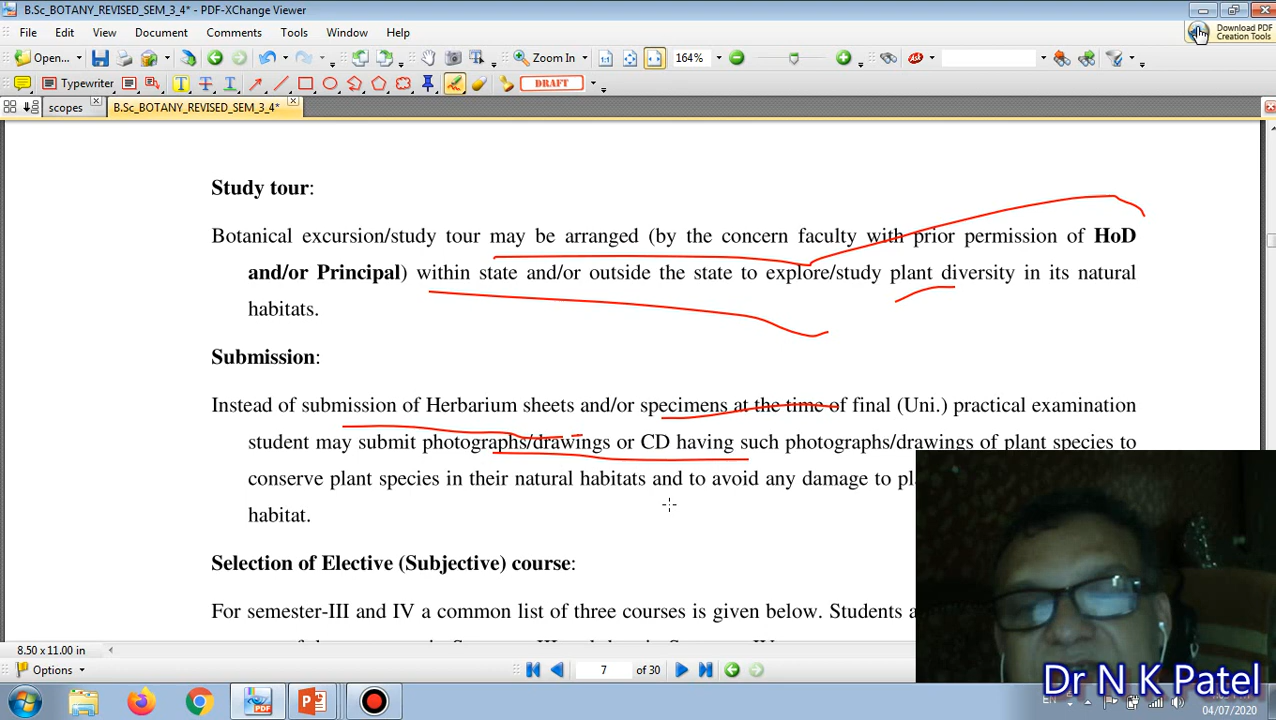 B.Sc_BOTANY_REVISED_SEM_3_4* - PDF-XChange Viewer
File Edit View Document Comments Tools Window Help
Download PDF
Creation Tools
Open... Zoom In 164%
Typewriter DRAFT
scopes B.Sc_BOTANY_REVISED_SEM_3_4*
Study tour:
Botanical excursion/study tour may be arranged (by the concern faculty with prior permission of HoD
and/or Principal) within state and/or outside the state to explore/study plant diversity in its natural
habitats.
Submission:
Instead of submission of Herbarium sheets and/or specimens at the time of final (Uni.) practical examination
student may submit photographs/drawings or CD having such photographs/drawings of plant species to
conserve plant species in their natural habitats and to avoid any damage to
habitat.
Selection of Elective (Subjective) course:
For semester-III and IV a common list of three courses is given below. Students
8.50 x 11.00 in
Options 7 of 30
Dr N K Patel
EN
04/07/2020